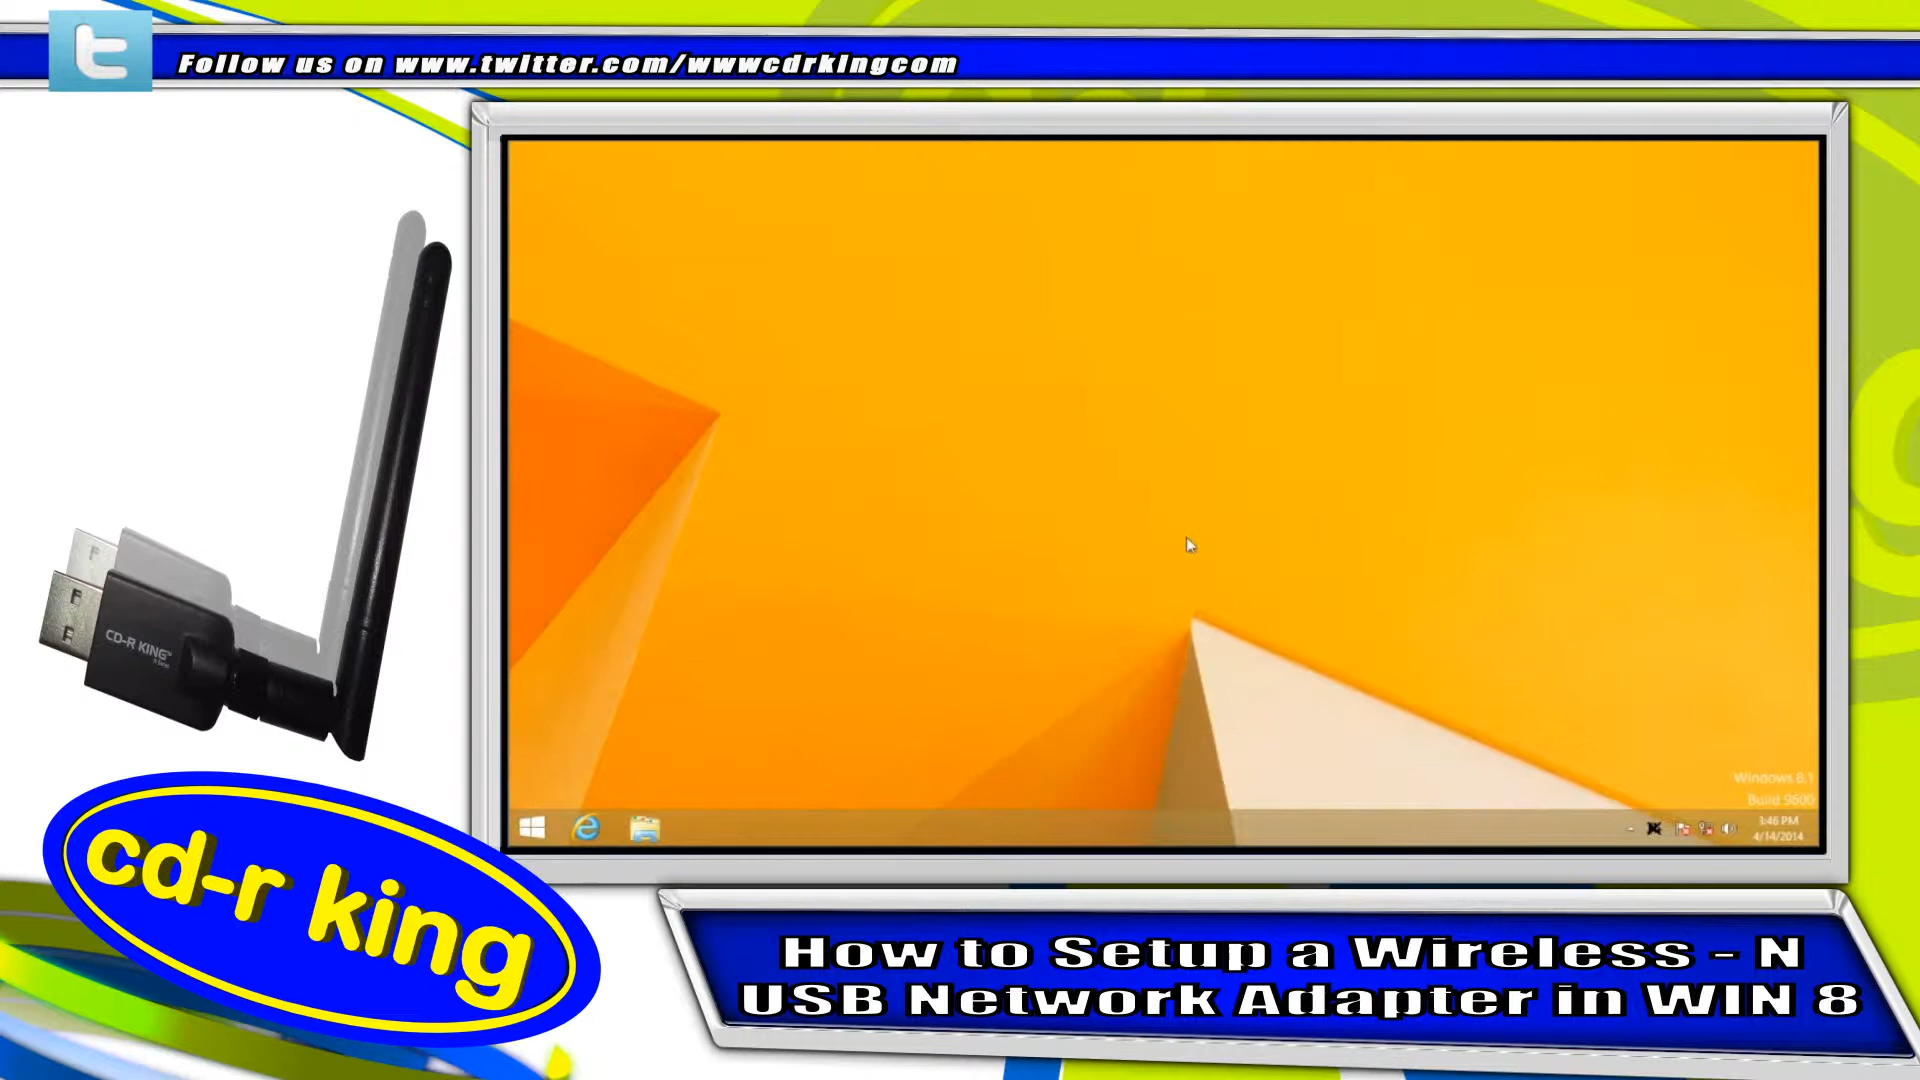 Follow us on www.twitter.com/wwwcdrkingcom
CD-R KING
Windows 8.1
Build 9600
3:46 PM
4/14/2014
cd-r king
How to Setup a Wireless - N
USB Network Adapter in WIN 8